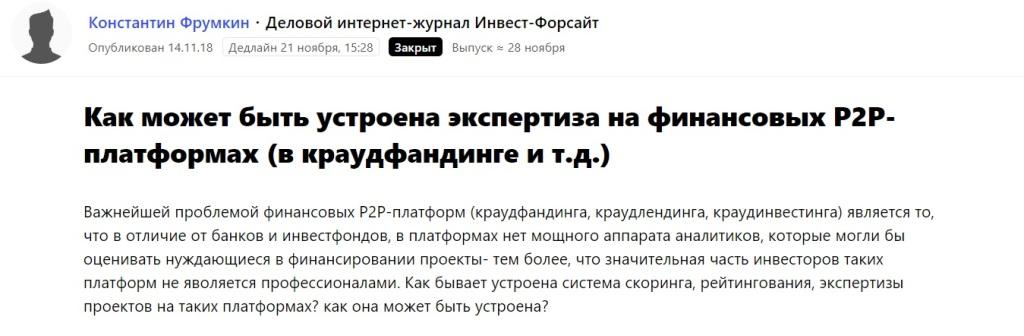 Константин Фрумкин · Деловой интернет-журнал Инвест-Форсайт
Опубликован 14.11.18 Дедлайн 21 ноября, 15:28 Закрыт Выпуск ≈ 28 ноября
Как может быть устроена экспертиза на финансовых P2P-
платформах (в краудфандинге и т.д.)
Важнейшей проблемой финансовых P2P-платформ (краудфандинга, краудлендинга, краудинвестинга) является то,
что в отличие от банков и инвестфондов, в платформах нет мощного аппарата аналитиков, которые могли бы
оценивать нуждающиеся в финансировании проекты- тем более, что значительная часть инвесторов таких
платформ не яволяется профессионалами. Как бывает устроена система скоринга, рейтингования, экспертизы
проектов на таких платформах? как она может быть устроена?